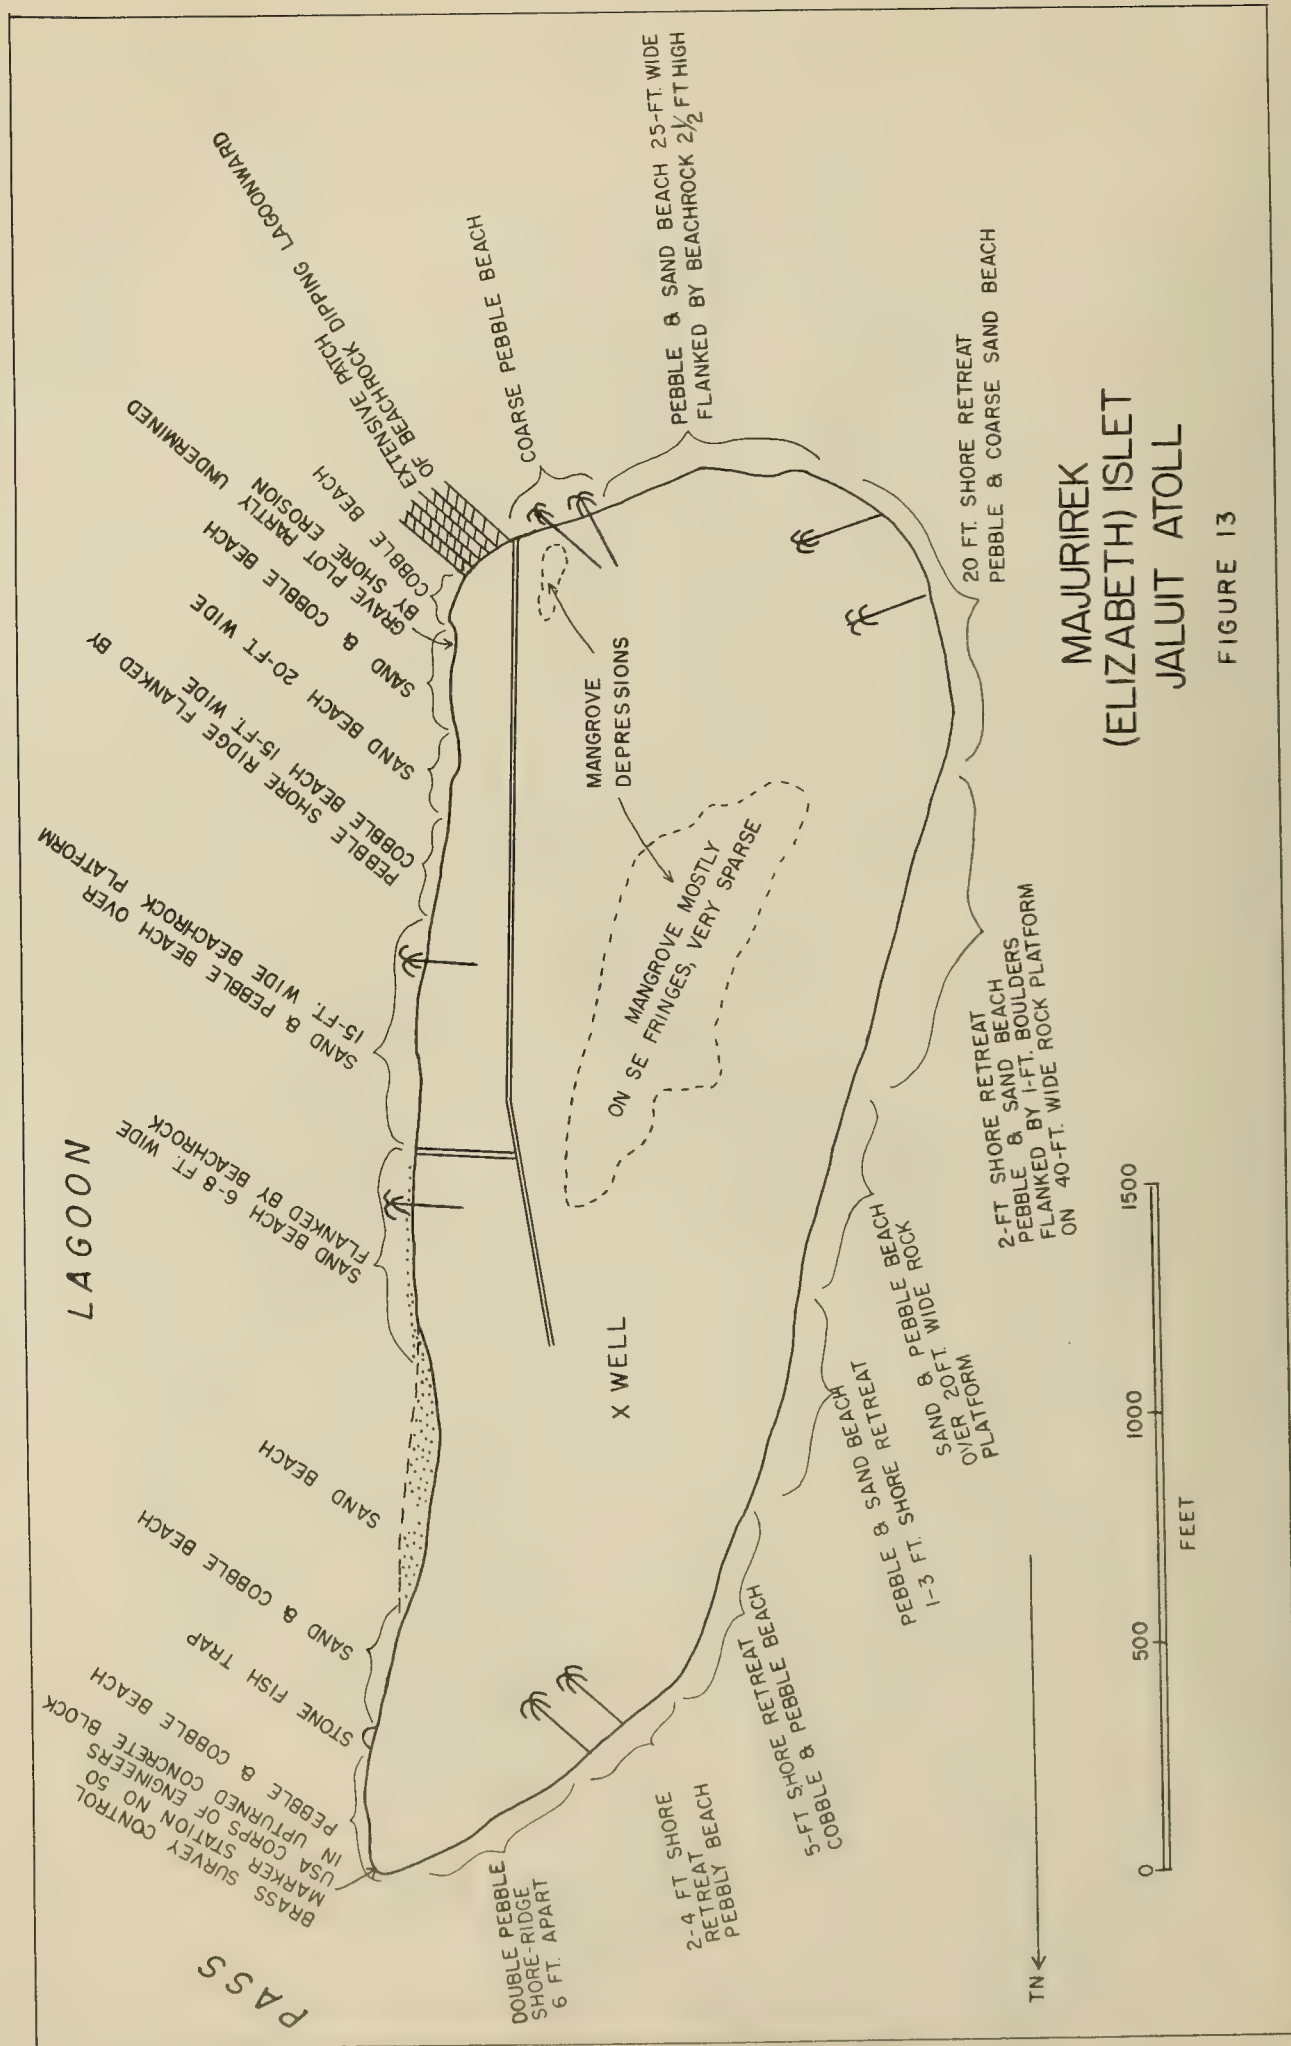 LAGOON
PASS
BRASS SURVEY CONTROL
MARKER STATION NO 50
USA CORPS OF ENGINEERS
IN UPTURNED CONCRETE BLOCK
PEBBLE & COBBLE BEACH
STONE FISH TRAP
SAND & COBBLE BEACH
SAND BEACH
SAND BEACH 6-8 FT. WIDE
FLANKED BY BEACHROCK
SAND & PEBBLE BEACH OVER
15-FT. WIDE BEACHROCK PLATFORM
PEBBLE SHORE RIDGE FLANKED BY
COBBLE BEACH 15-FT. WIDE
SAND BEACH 20-FT WIDE
SAND & COBBLE BEACH
GRAVE PLOT PARTLY UNDERMINED
BY SHORE EROSION
COBBLE BEACH
EXTENSIVE PATCH
OF BEACHROCK DIPPING LAGOONWARD
COARSE PEBBLE BEACH
PEBBLE & SAND BEACH 25-FT. WIDE
FLANKED BY BEACHROCK 2½ FT HIGH
X WELL
MANGROVE
DEPRESSIONS
MANGROVE MOSTLY
ON SE FRINGES, VERY SPARSE
DOUBLE PEBBLE
SHORE-RIDGE
6 FT. APART
2-4 FT SHORE
RETREAT
PEBBLY BEACH
5-FT SHORE RETREAT
COBBLE & PEBBLE BEACH
PEBBLE & SAND BEACH
1-3 FT. SHORE RETREAT
SAND & PEBBLE BEACH
OVER 20FT. WIDE ROCK
PLATFORM
2-FT SHORE RETREAT
PEBBLE & SAND BEACH
FLANKED BY 1-FT. BOULDERS
ON 40-FT. WIDE ROCK PLATFORM
20 FT. SHORE RETREAT
PEBBLE & COARSE SAND BEACH
TN
0
500
1000
1500
FEET
MAJURIREK
(ELIZABETH) ISLET
JALUIT ATOLL
FIGURE 13